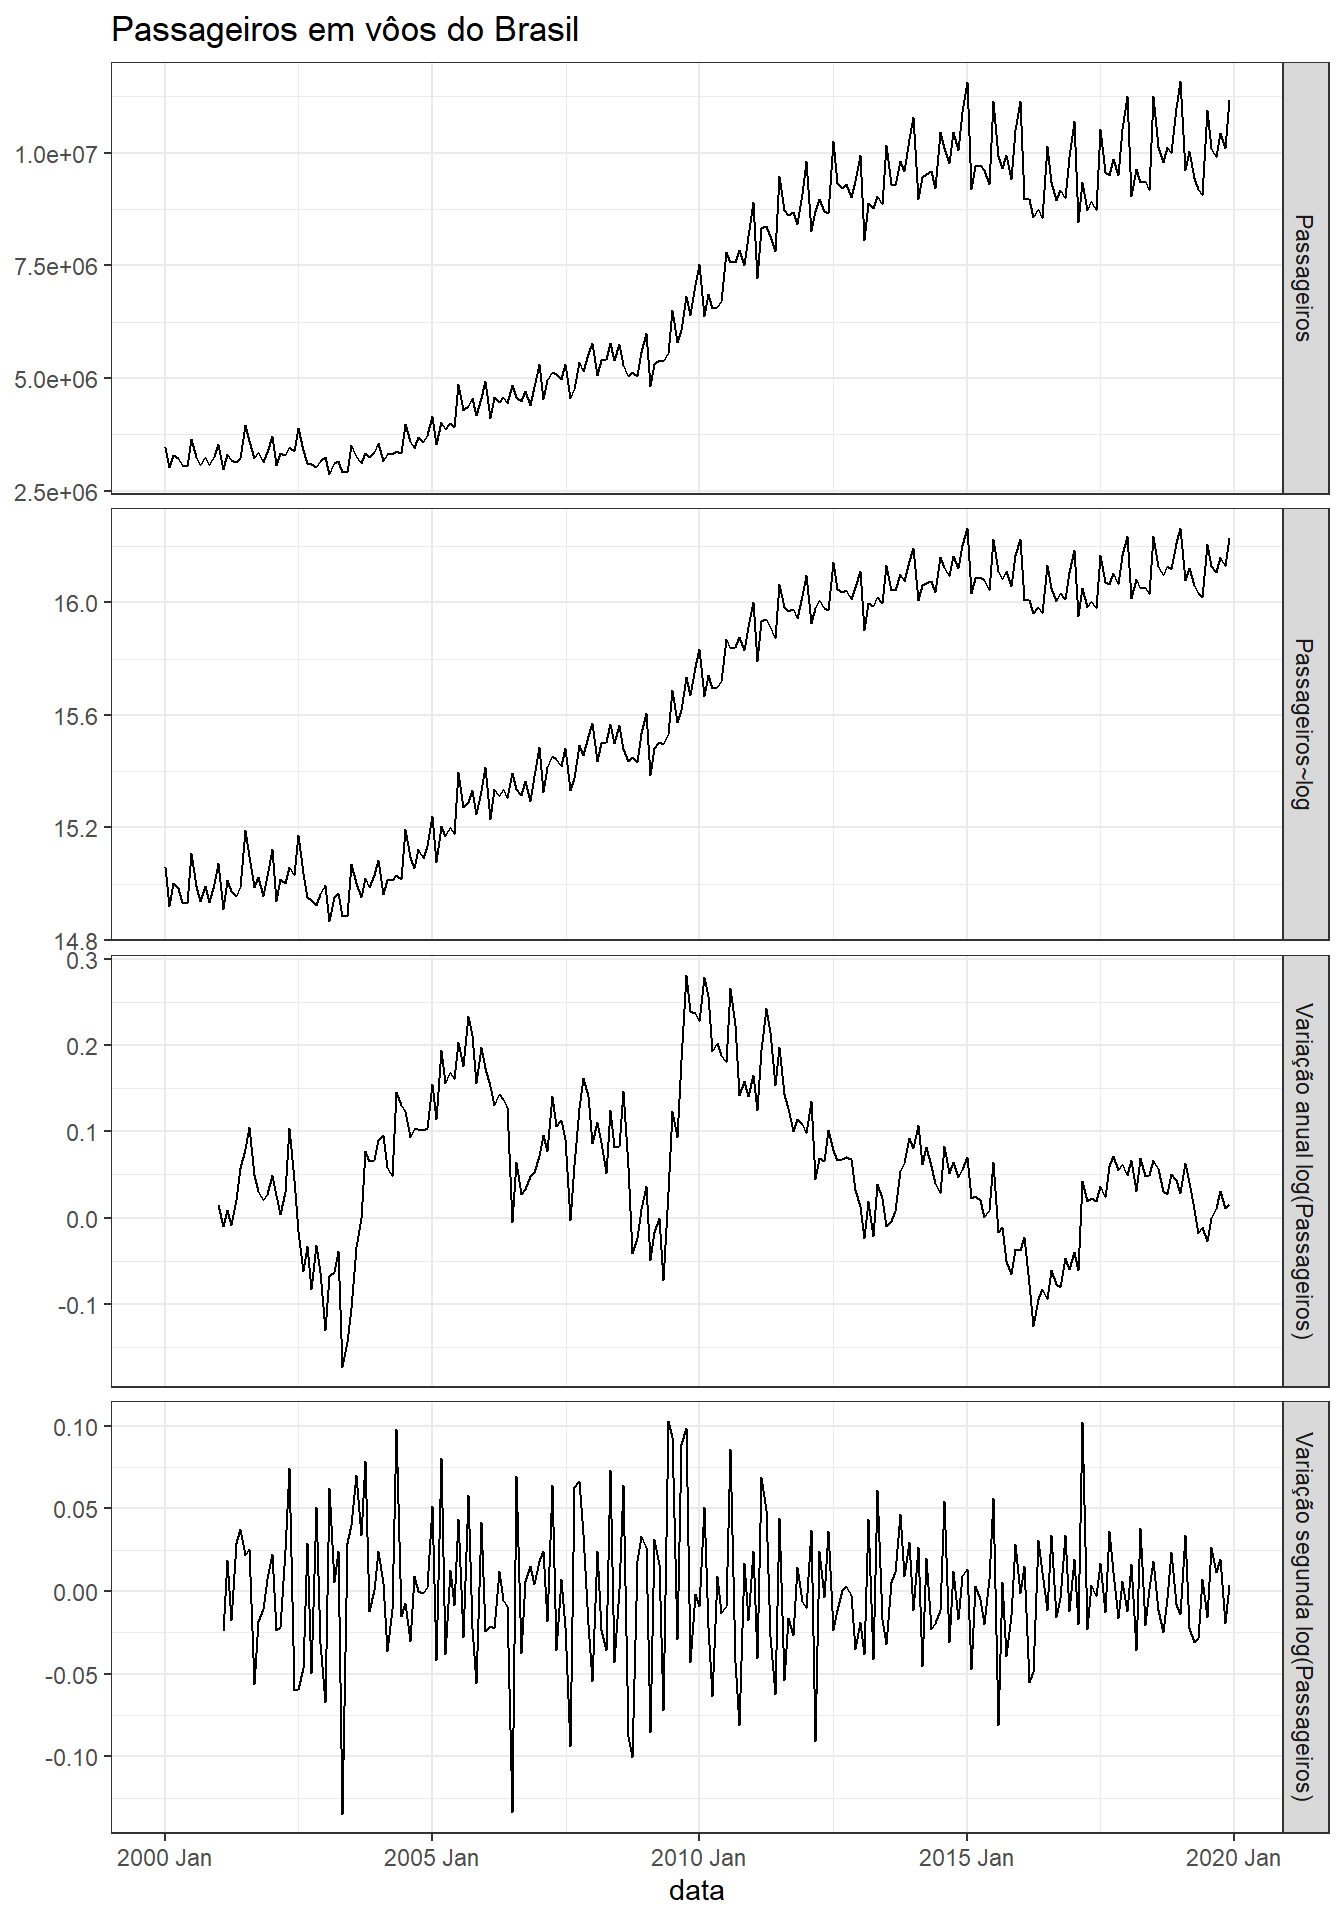 Passageiros em vôos do Brasil
1.0e+07
7.5e+06
5.0e+06
2.5e+06
Passageiros
16.0
15.6
15.2
14.8
Passageiros~log
0.3
0.2
0.1
0.0
-0.1
Variação anual log(Passageiros)
0.10
0.05
0.00
-0.05
-0.10
Variação segunda log(Passageiros)
2000 Jan 2005 Jan 2010 Jan 2015 Jan 2020 Jan
data